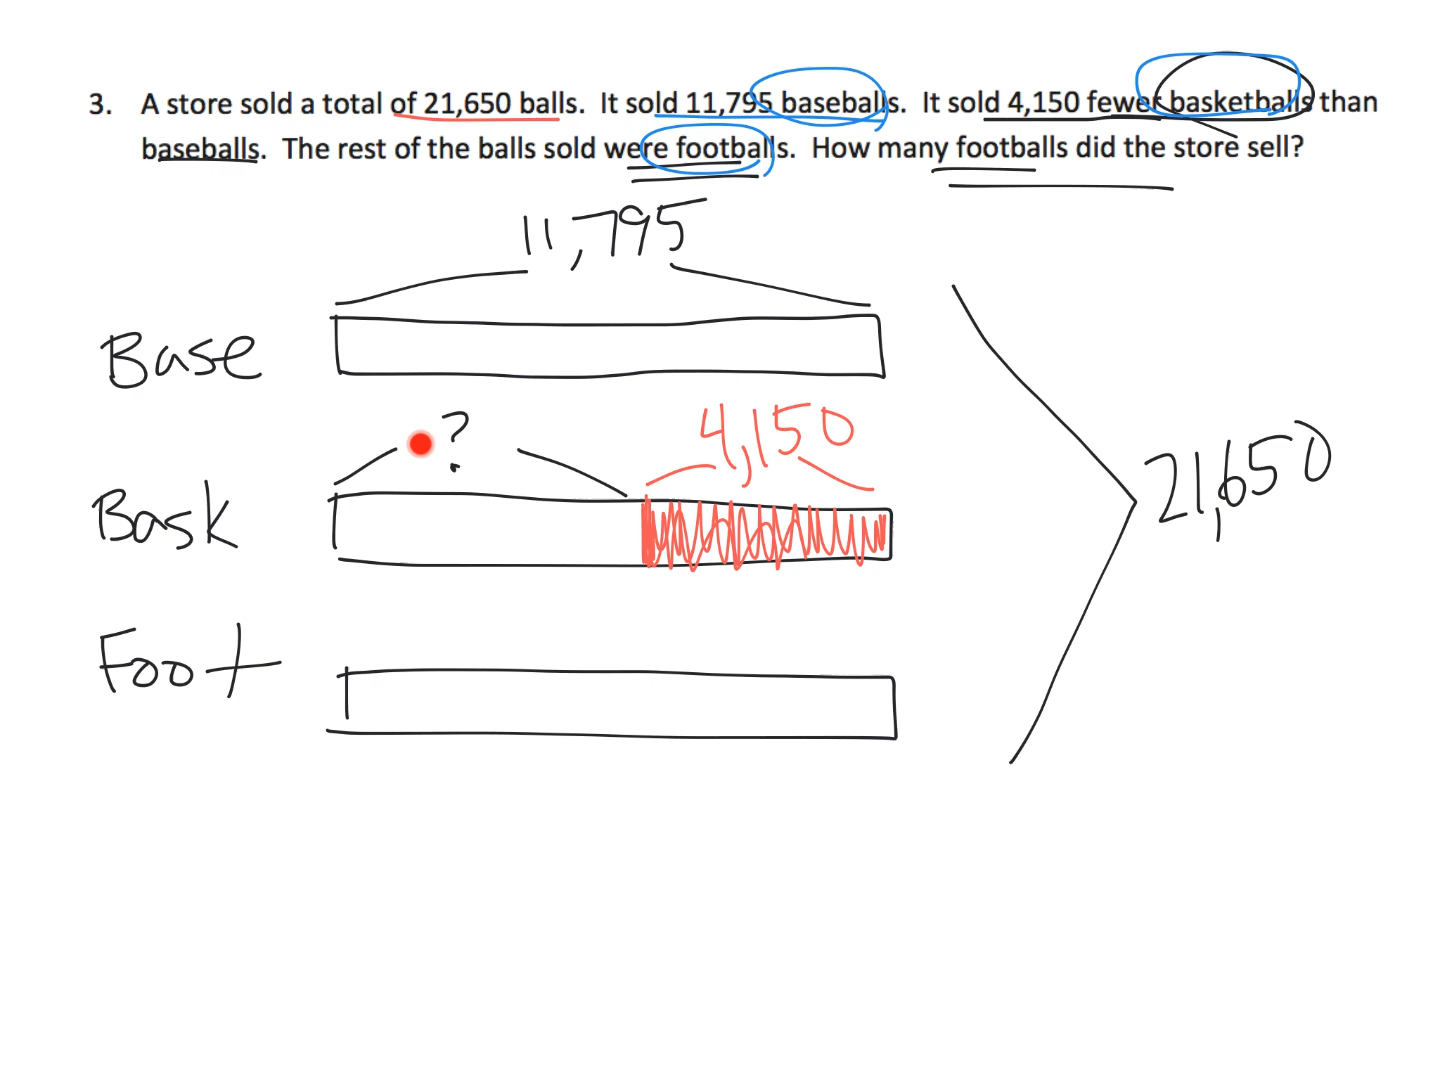 3. A store sold a total of 21,650 balls. It sold 11,795 baseballs. It sold 4,150 fewer basketballs than
baseballs. The rest of the balls sold were footballs. How many footballs did the store sell?
11,795
Base
? 4,150
Bask
21,650
Foot